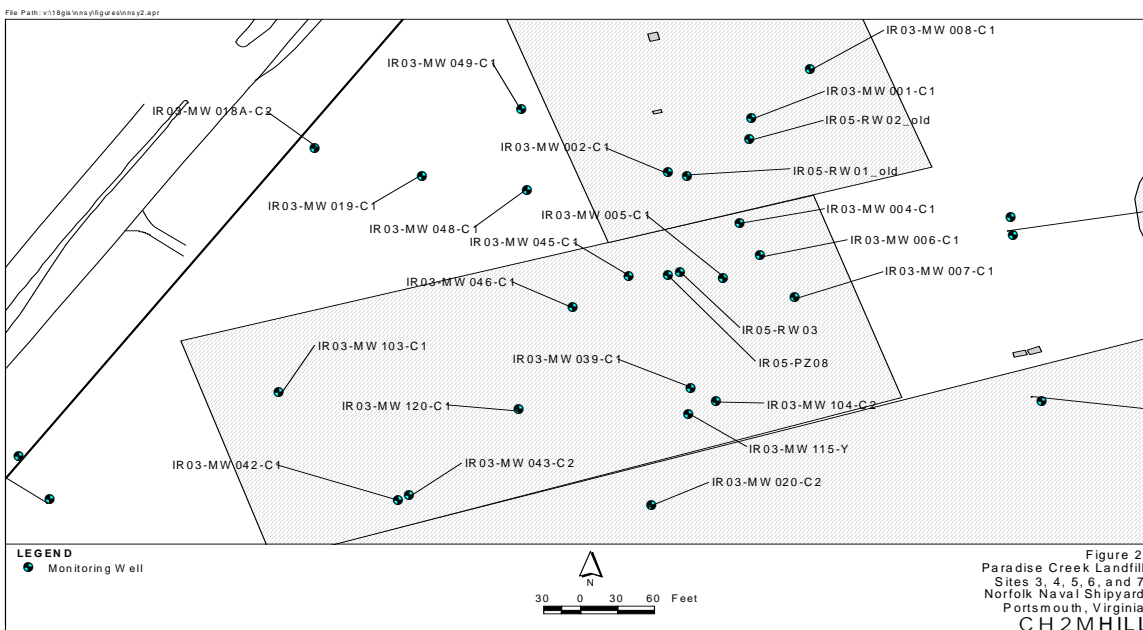 File Path: v:\18gis\nnsy\figures\nnsy2.apr
IR03-MW008-C1
IR03-MW049-C1
IR03-MW001-C1
IR03-MW018A-C2
IR05-RW02_old
IR03-MW002-C1
IR05-RW01_old
IR03-MW019-C1
IR03-MW005-C1
IR03-MW004-C1
IR03-MW048-C1
IR03-MW045-C1
IR03-MW006-C1
IR03-MW046-C1
IR03-MW007-C1
IR05-RW03
IR03-MW103-C1
IR03-MW039-C1
IR05-PZ08
IR03-MW120-C1
IR03-MW104-C2
IR03-MW115-Y
IR03-MW042-C1
IR03-MW043-C2
IR03-MW020-C2
LEGEND
Monitoring Well
N
30 0 30 60 Feet
Figure 2
Paradise Creek Landfill
Sites 3, 4, 5, 6, and 7
Norfolk Naval Shipyard
Portsmouth, Virginia
CH2MHILL